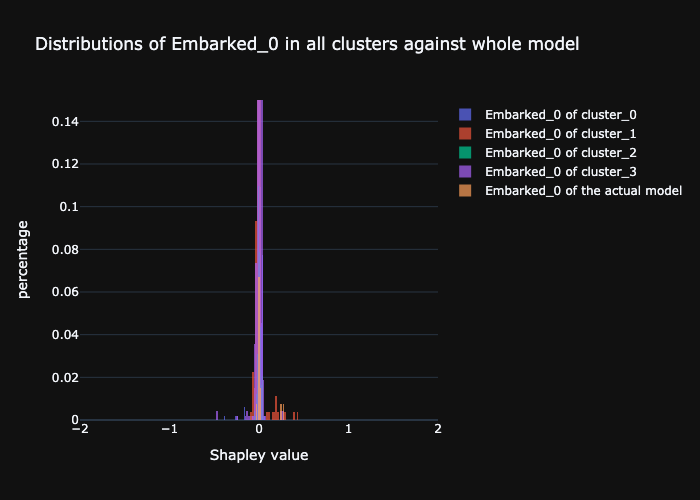 Distributions of Embarked_0 in all clusters against whole model
Embarked_0 of cluster_0
Embarked_0 of cluster_1
Embarked_0 of cluster_2
Embarked_0 of cluster_3
Embarked_0 of the actual model
percentage
0.14
0.12
0.1
0.08
0.06
0.04
0.02
0
−2 −1 0 1 2
Shapley value